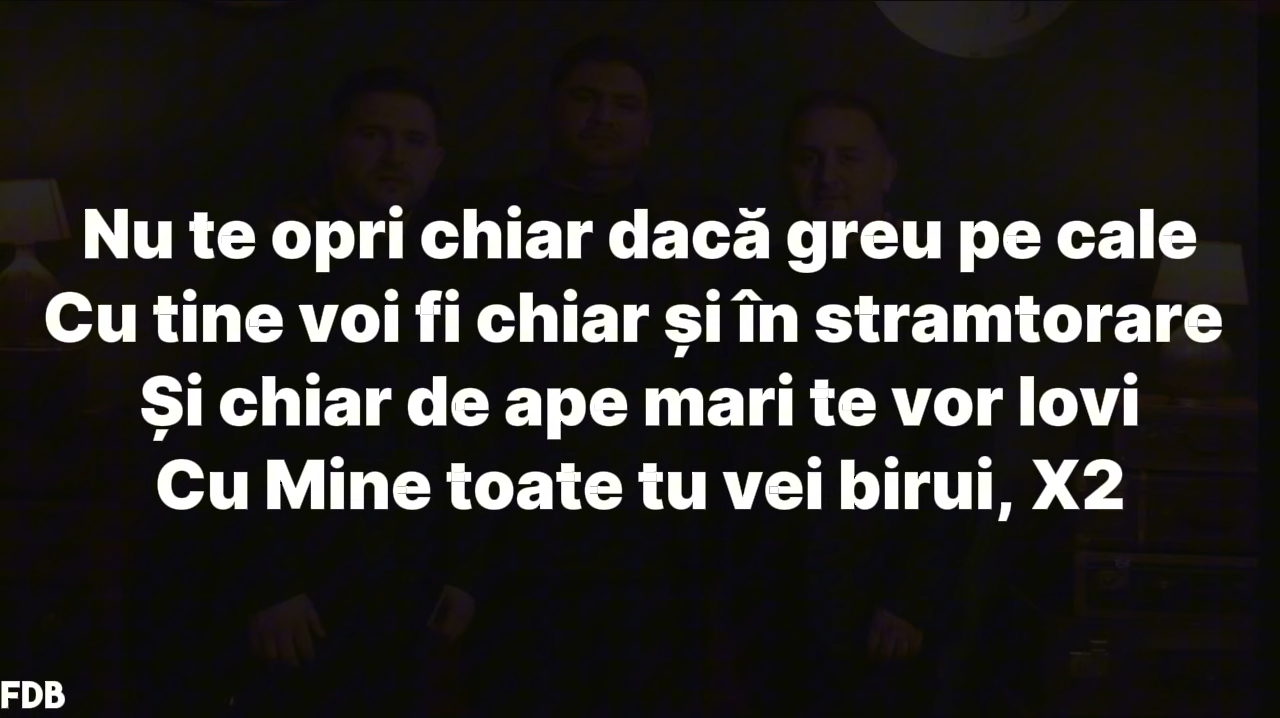 Nu te opri chiar dacă greu pe cale
Cu tine voi fi chiar și în stramtorare
Și chiar de ape mari te vor lovi
Cu Mine toate tu vei birui, X2
FDB